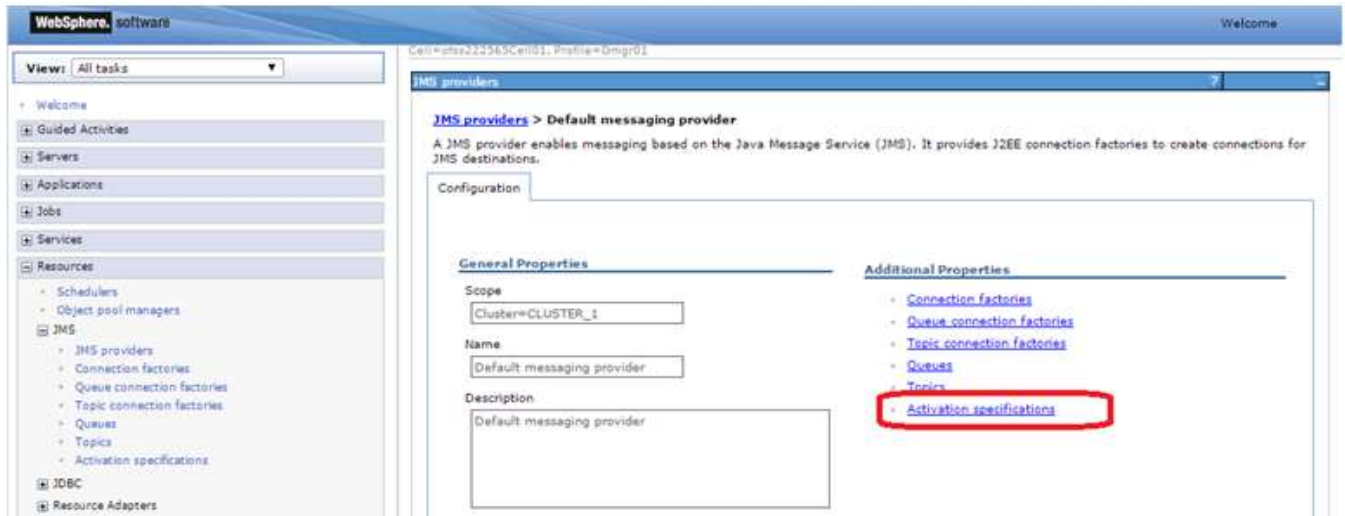 WebSphere. software
Welcome
View: All tasks
Welcome
Guided Activities
Servers
Applications
Jobs
Services
Resources
Schedulers
Object pool managers
JMS
JMS providers
Connection factories
Queue connection factories
Topic connection factories
Queues
Topics
Activation specifications
JDBC
Resource Adapters
Profile=Dmgr01
JMS providers
?
JMS providers > Default messaging provider
A JMS provider enables messaging based on the Java Message Service (JMS). It provides J2EE connection factories to create connections for
JMS destinations.
Configuration
General Properties
Scope
Cluster=CLUSTER_1
Name
Default messaging provider
Description
Default messaging provider
Additional Properties
Connection factories
Queue connection factories
Topic connection factories
Queues
Topics
Activation specifications